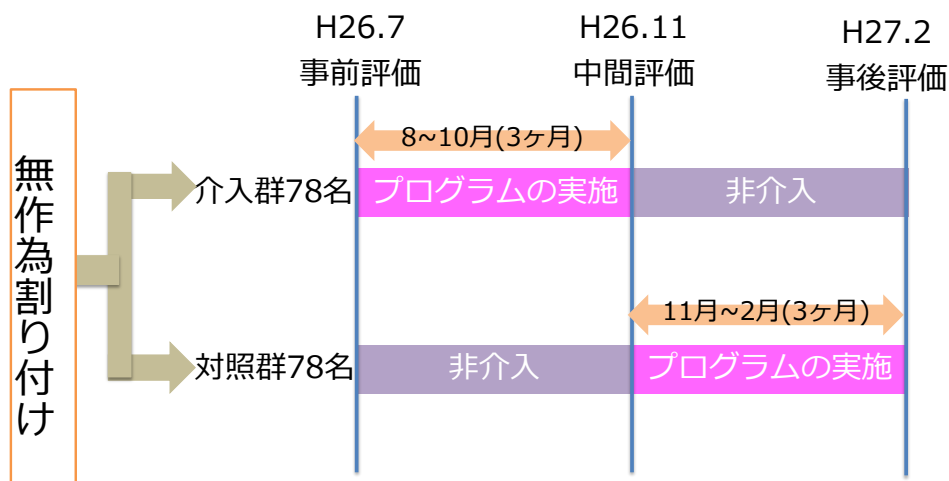 H26.7
事前評価
H26.11
中間評価
H27.2
事後評価
無作為割り付け
8~10月(3ヶ月)
介入群78名
プログラムの実施
非介入
11月~2月(3ヶ月)
対照群78名
非介入
プログラムの実施